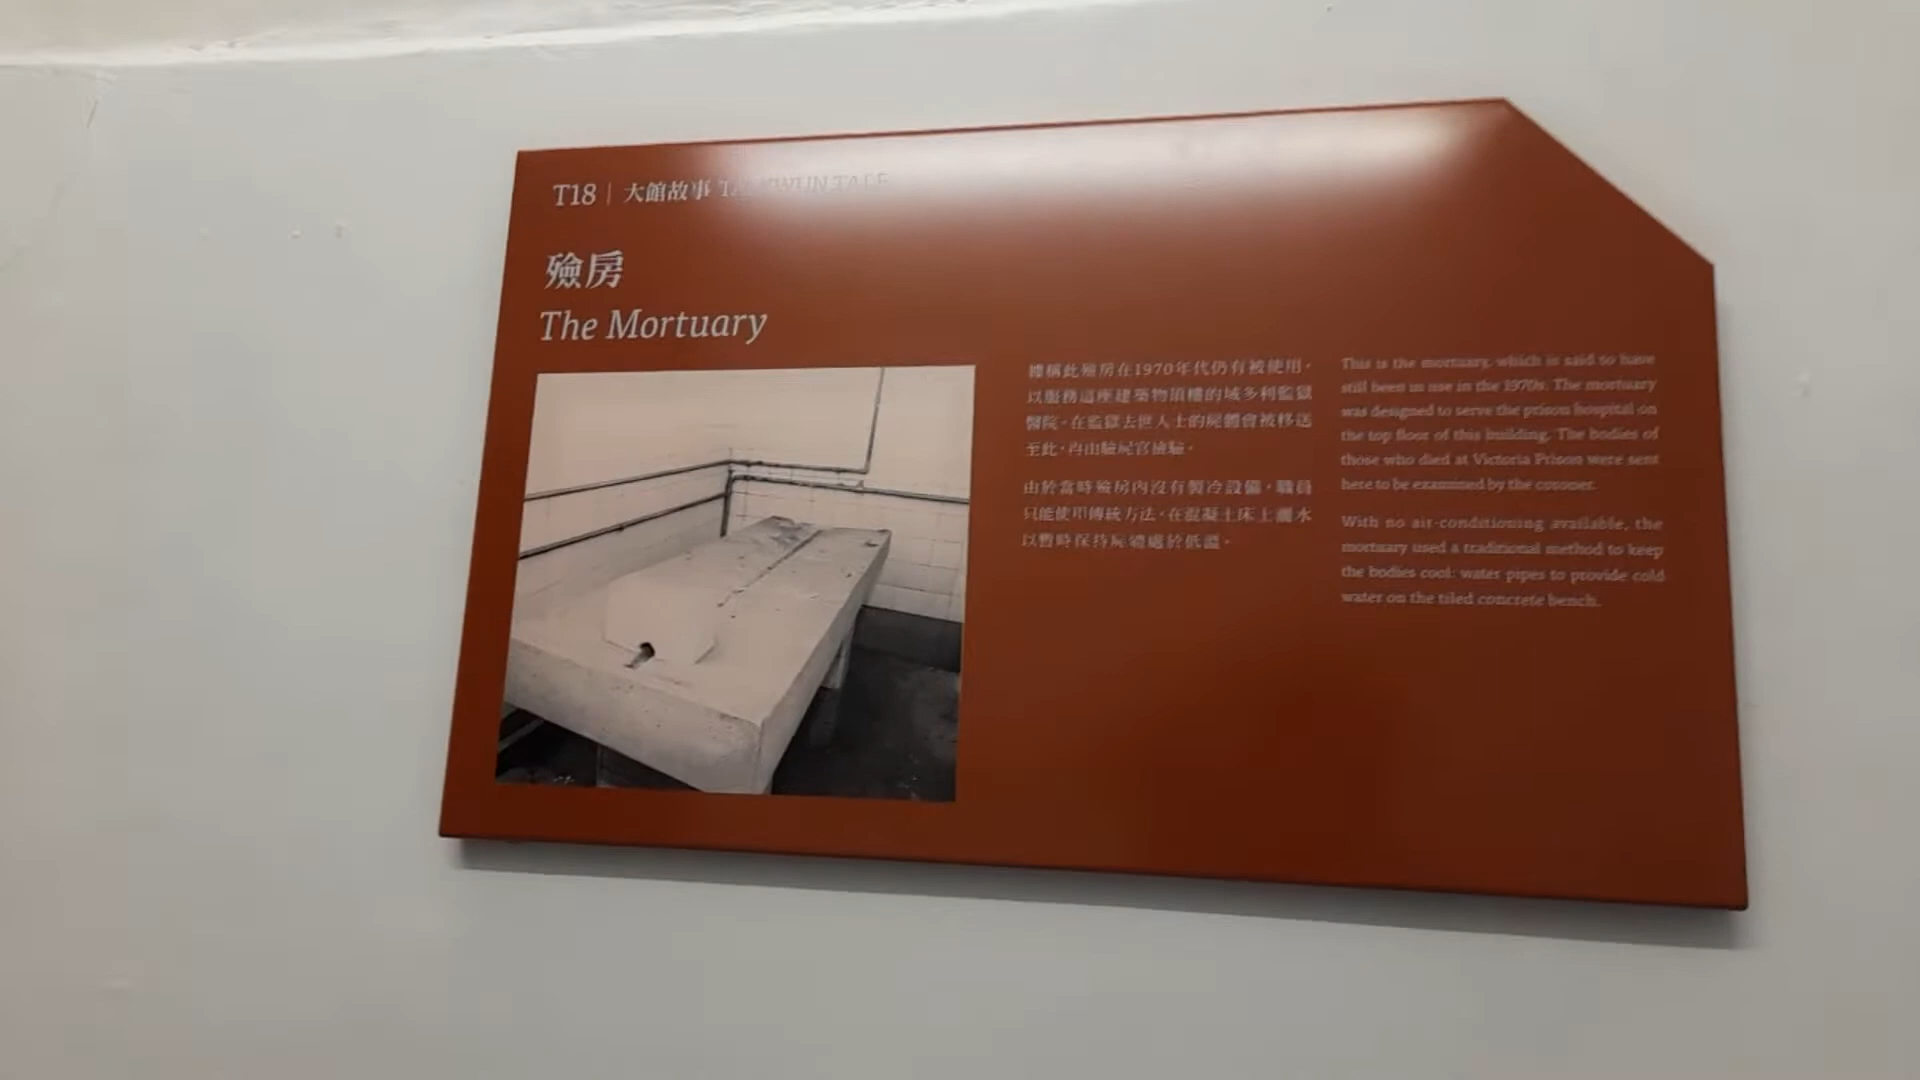 T18 | 大館故事 TAI KWUN TALE
殮房
The Mortuary
據稱此殮房在1970年代仍有被使用，
以服務這座建築物頂樓的域多利監獄
醫院。在監獄去世人士的屍體會被移送
至此，再由驗屍官檢驗。
由於當時殮房內沒有製冷設備，職員
只能使用傳統方法，在混凝土床上灑水
以暫時保持屍體處於低溫。
This is the mortuary, which is said to have
still been in use in the 1970s. The mortuary
was designed to serve the prison hospital on
the top floor of this building. The bodies of
those who died at Victoria Prison were sent
here to be examined by the coroner.
With no air-conditioning available, the
mortuary used a traditional method to keep
the bodies cool: water pipes to provide cold
water on the tiled concrete bench.